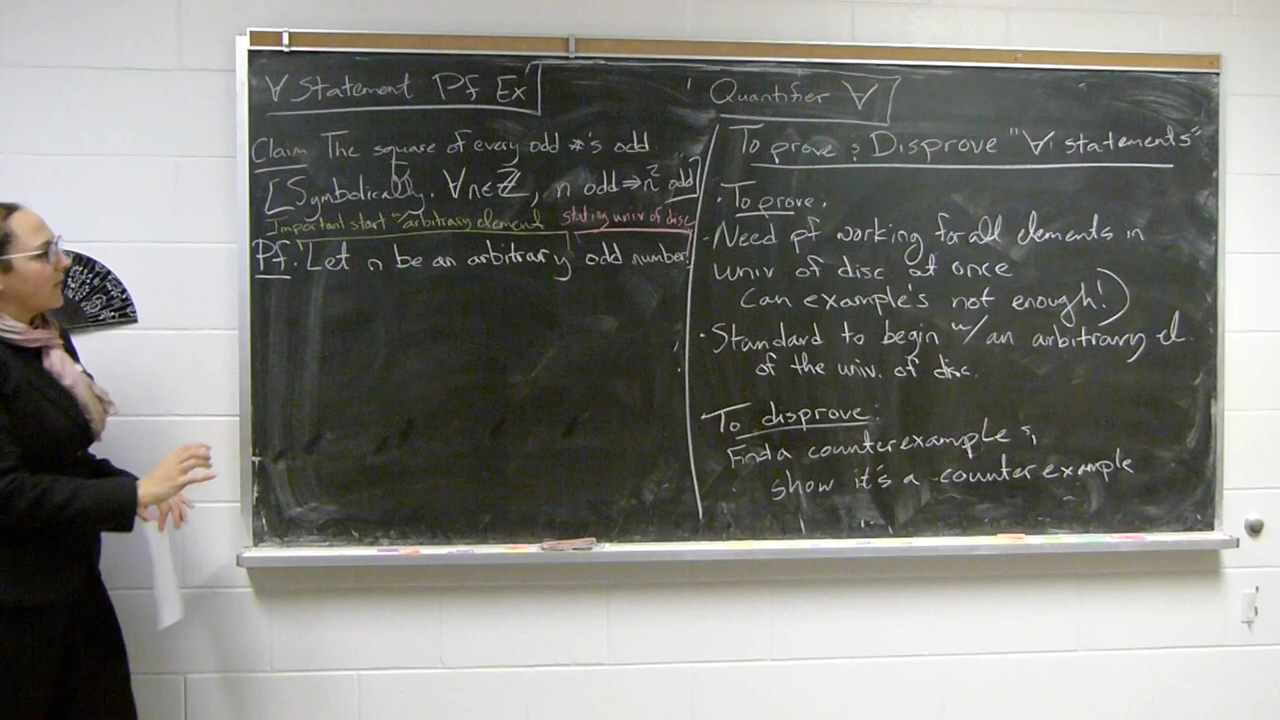 ∀ Statement Pf Ex
Claim The square of every odd #'s odd.
[Symbolically: ∀n∈ℤ, n odd ⇒ n² odd]
Important start "arbitrary element
stating univ of disc
Pf: Let n be an arbitrary odd number.
Quantifier ∀
To prove & Disprove "∀ statements"
· To prove:
· Need pf working for all elements in
univ of disc at once
(an example's not enough!)
· Standard to begin w/ an arbitrary el.
of the univ. of disc.
To disprove:
Find a counterexample &
show it's a counterexample